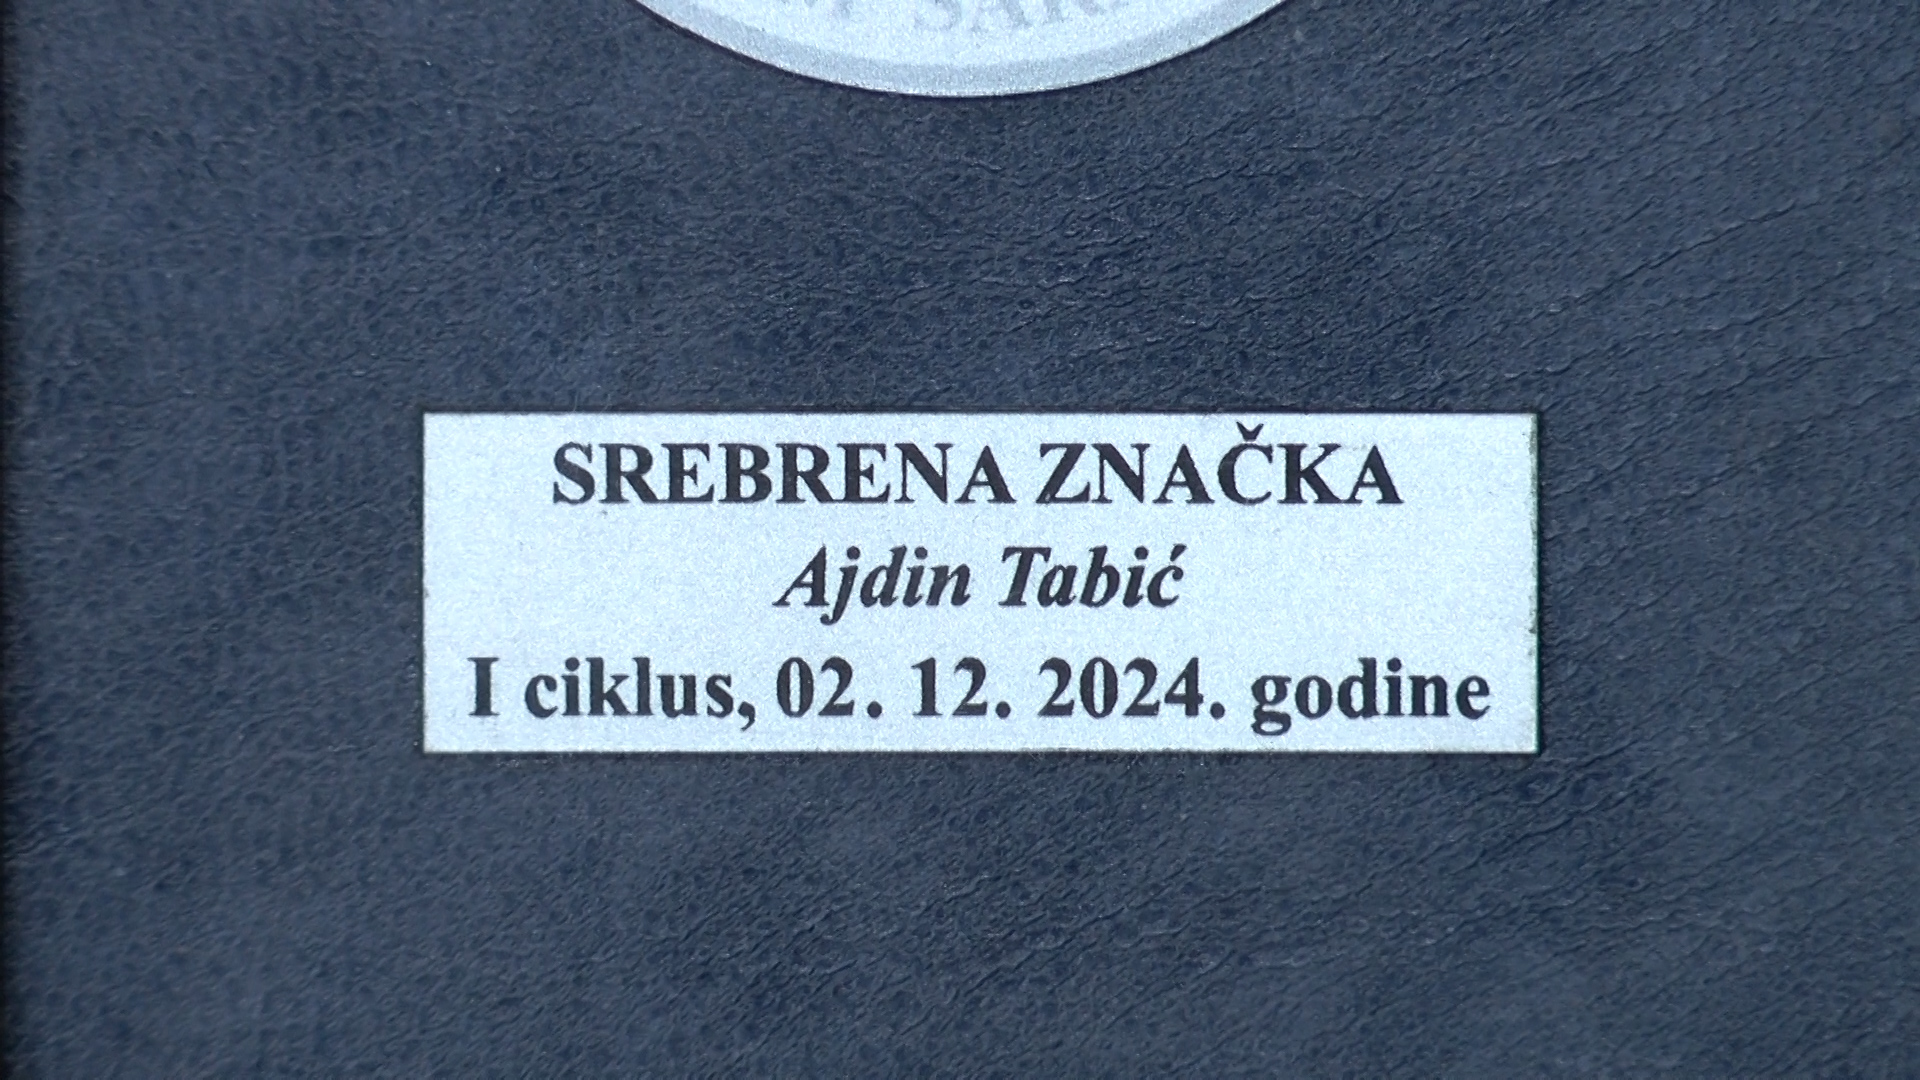 SREBRENA ZNAČKA
Ajdin Tabić
I ciklus, 02. 12. 2024. godine